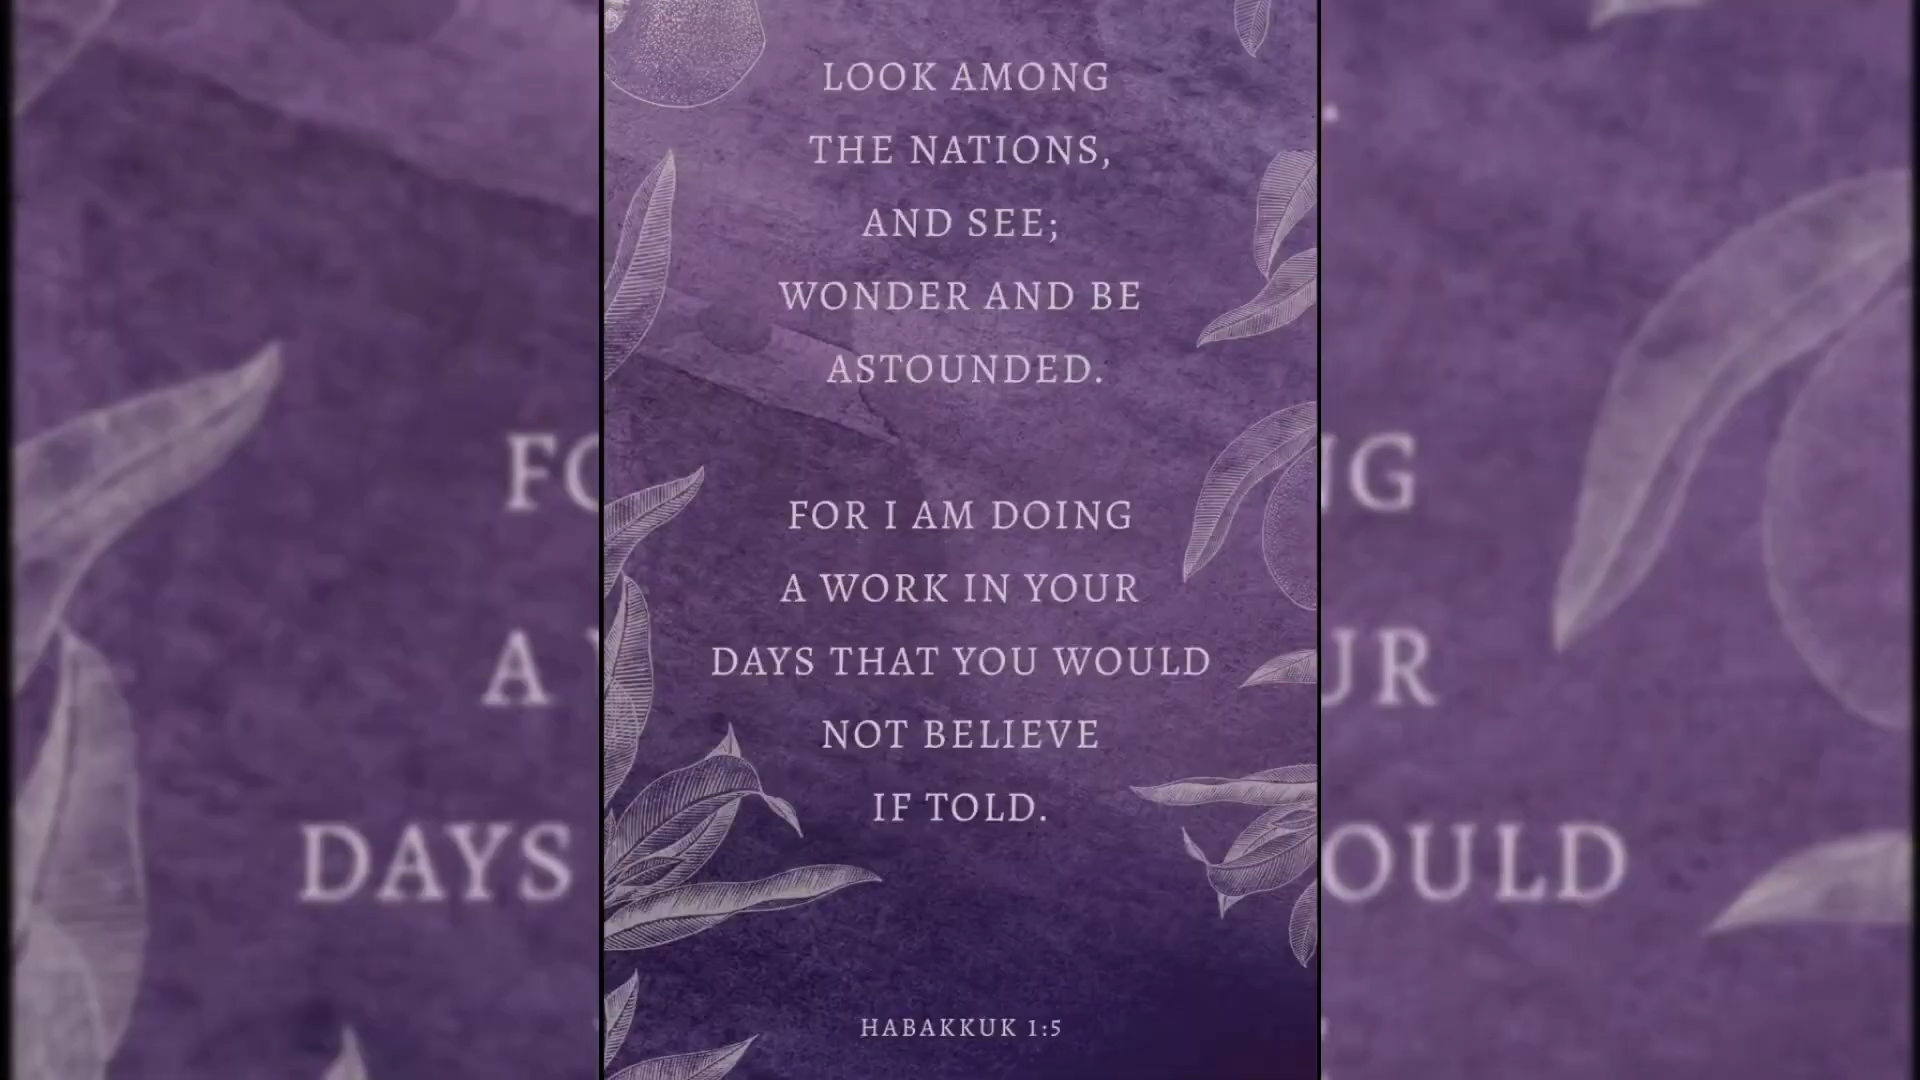 LOOK AMONG
THE NATIONS,
AND SEE;
WONDER AND BE
ASTOUNDED.
FOR I AM DOING
A WORK IN YOUR
DAYS THAT YOU WOULD
NOT BELIEVE
IF TOLD.
HABAKKUK 1:5